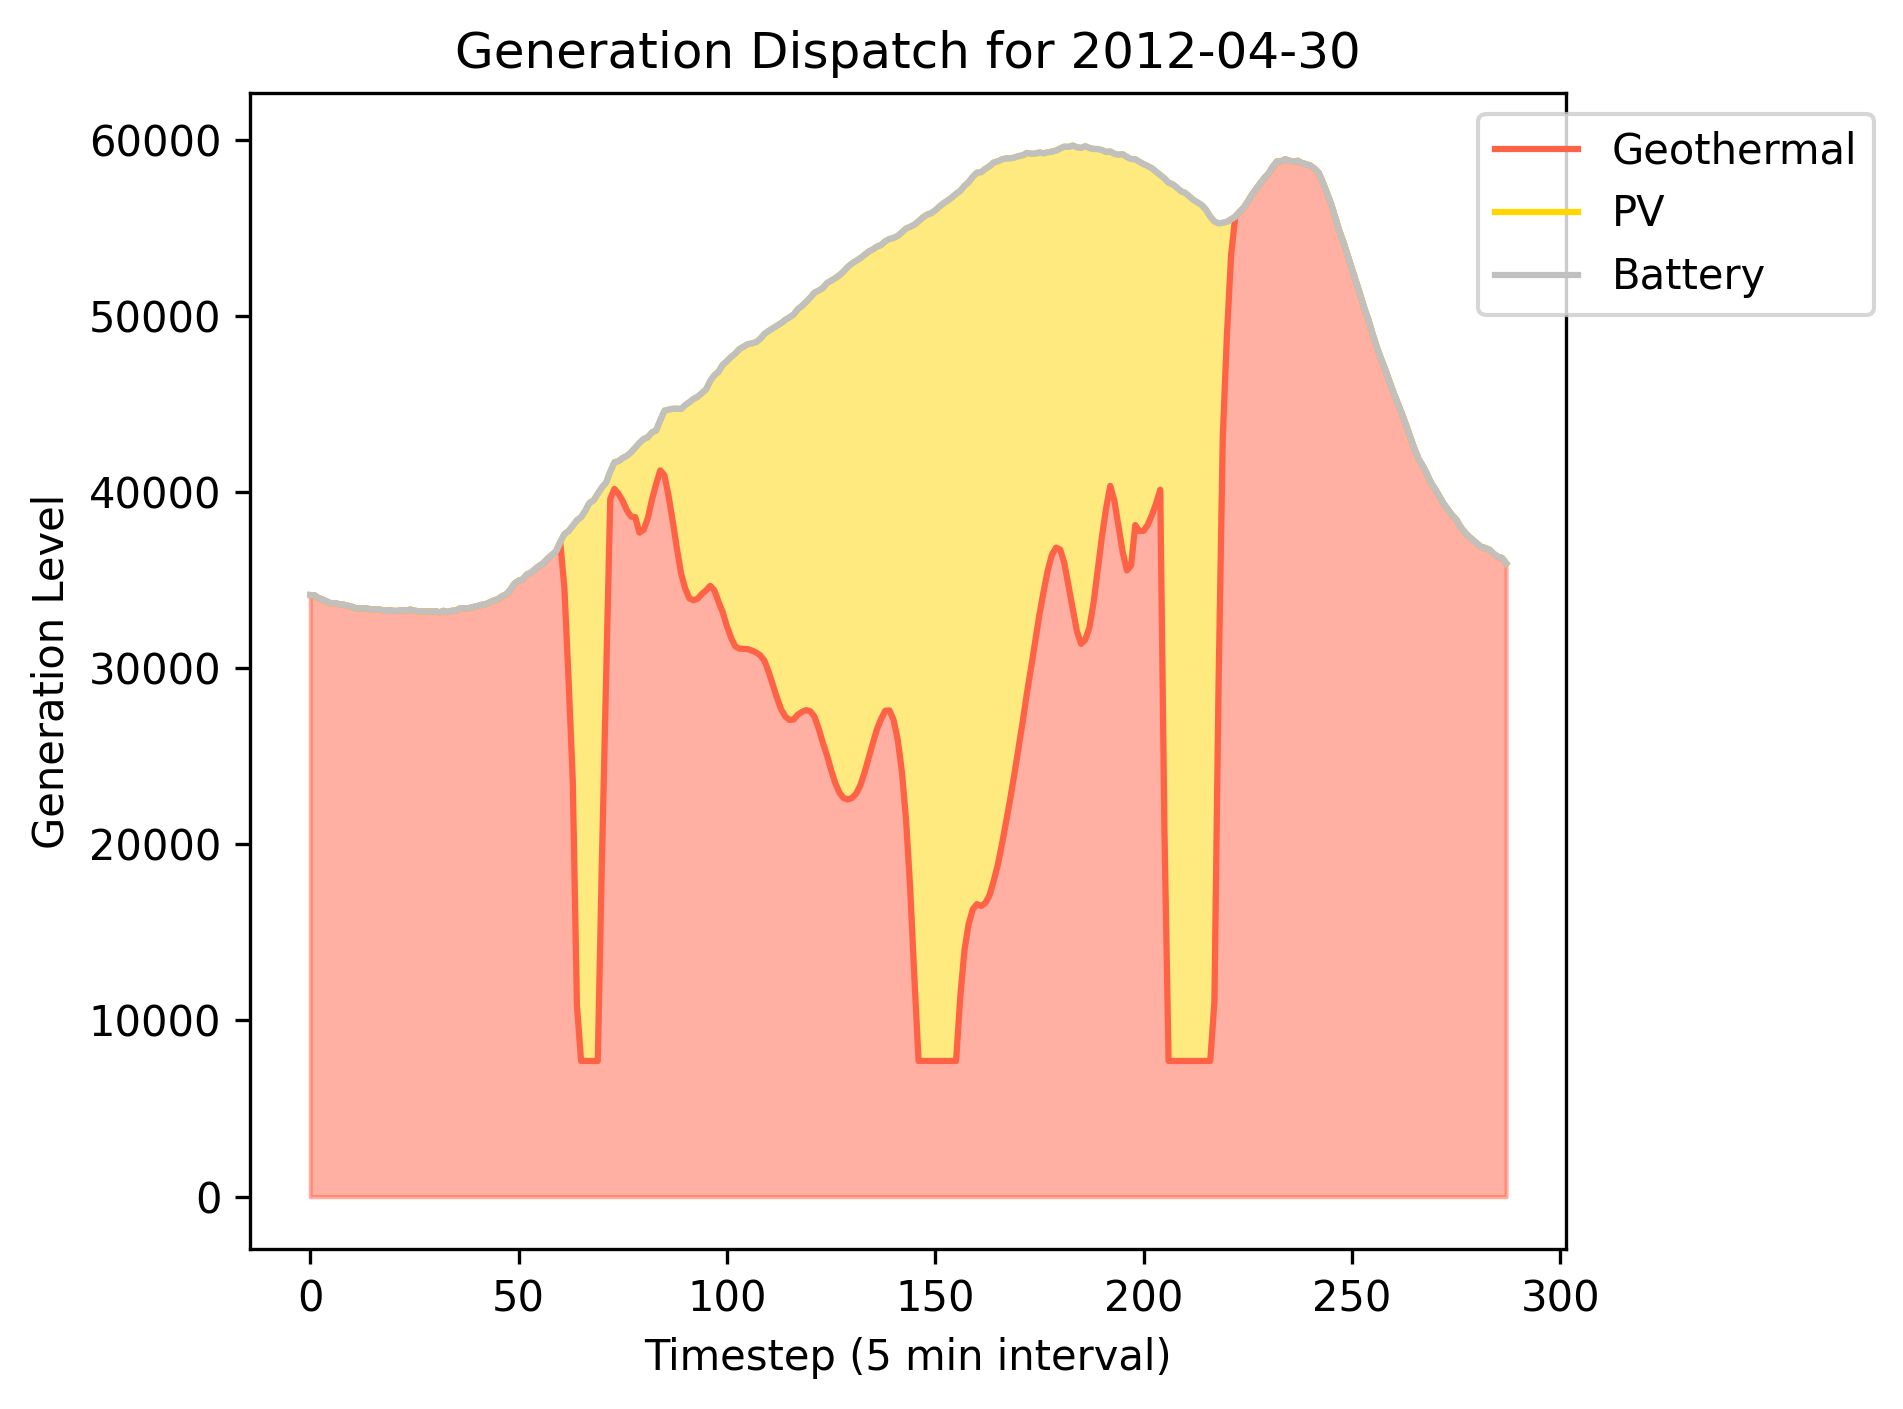 Generation Dispatch for 2012-04-30
Geothermal
PV
Battery
Generation Level
60000
50000
40000
30000
20000
10000
0
0 50 100 150 200 250 300
Timestep (5 min interval)